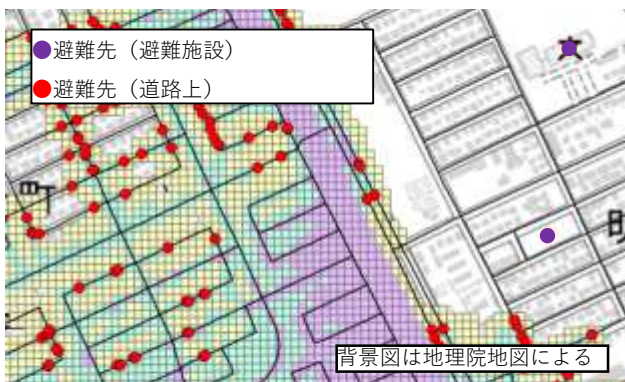 避難先（避難施設）
避難先（道路上）
町
背景図は地理院地図による